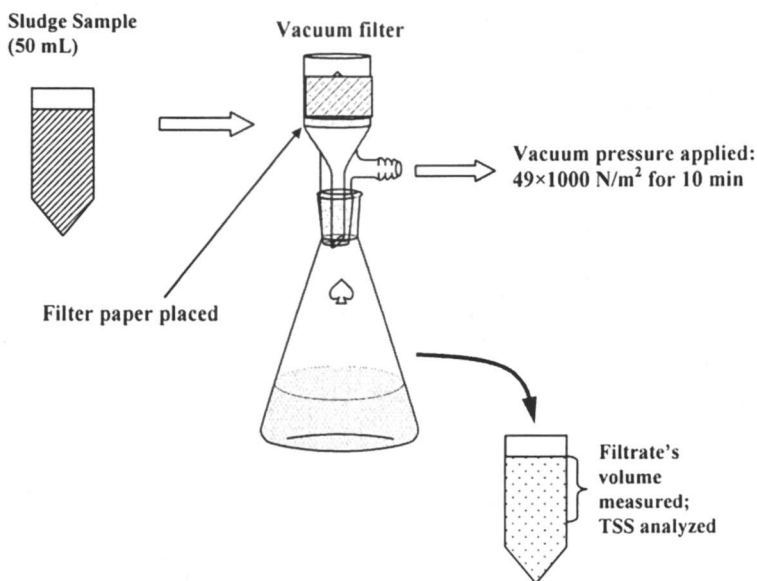 Sludge Sample
(50 mL)
Vacuum filter
Vacuum pressure applied:
49×1000 N/m² for 10 min
Filter paper placed
Filtrate's
volume
measured;
TSS analyzed